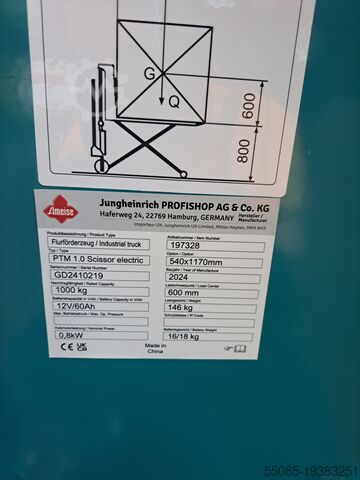 G
Q
600
800
Ameise
Jungheinrich PROFISHOP AG & Co. KG
Haferweg 24, 22769 Hamburg, GERMANY
Hersteller / Manufacturer
Importeur UK: Jungheinrich UK Limited, Milton Keynes, MK14 6HX
Produktbezeichnung / Product Type
Flurförderzeug / Industrial truck
Artikelnummer / Item Number
197328
Typ / Type
PTM 1.0 Scissor electric
Option / Option
540x1170mm
Seriennummer / Serial Number
GD2410219
Baujahr / Year of Manufacture
2024
Nenntragfähigkeit / Rated Capacity
1000 kg
Lastschwerpunkt / Load Center
600 mm
Batteriekapazität in V/Ah / Battery Capacity in V/Ah
12V/60Ah
Leergewicht / Weight
146 kg
Max. Betriebsdruck / Max. Op. Pressure
Schutzklasse / IP-Code
Hubmotorleistung / Nominal Power
0,8kW
Batteriegewicht / Battery Weight
16/18 kg
CE UK CA
Made in
China
55085-19383251